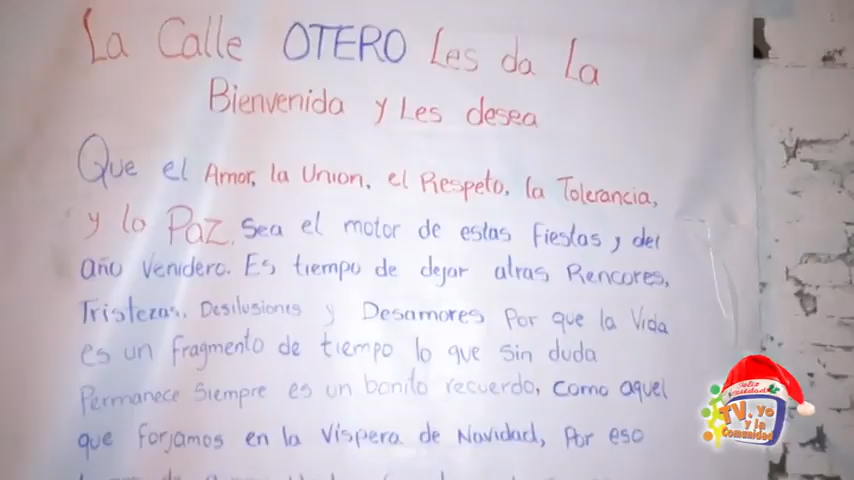 La Calle OTERO Les da La
Bienvenida y Les desea
Que el Amor, la Union, el Respeto, la Tolerancia,
y la PAZ, sea el motor de estas fiestas y del
año venidero. Es tiempo de dejar atras Rencores,
Tristezas, Desilusiones y Desamores Por que la Vida
es un fragmento de tiempo lo que sin duda
Permanece siempre es un bonito recuerdo, como aquel
que forjamos en la Víspera de Navidad, Por eso
Feliz Navidad
TV, yo
y la
Comunidad